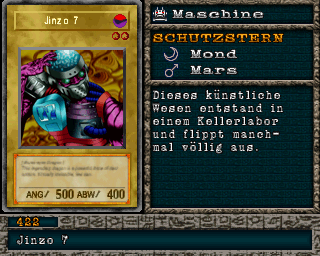 Jinzo 7
ANG/ 500 ABW/ 400
Maschine
SCHUTZSTERN
Mond
Mars
Dieses künstliche
Wesen entstand in
einem Kellerlabor
und flippt manch-
mal völlig aus.
422
Jinzo 7